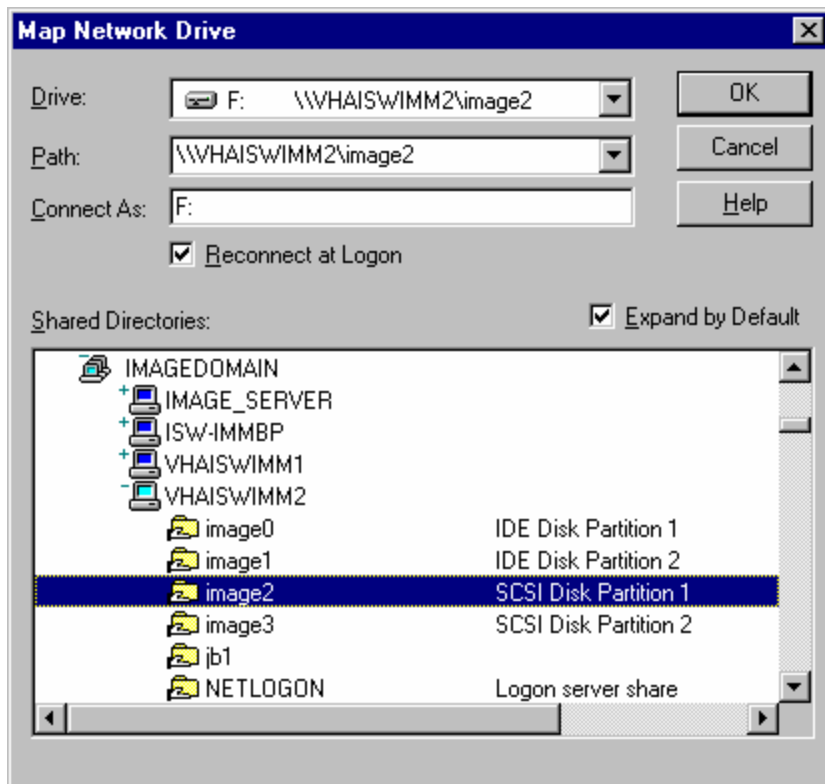 Map Network Drive
Drive: F: \\VHAISWIMM2\image2 OK
Path: \\VHAISWIMM2\image2 Cancel
Connect As: F: Help
Reconnect at Logon
Shared Directories: Expand by Default
IMAGEDOMAIN
IMAGE_SERVER
ISW-IMMBP
VHAISWIMM1
VHAISWIMM2
image0 IDE Disk Partition 1
image1 IDE Disk Partition 2
image2 SCSI Disk Partition 1
image3 SCSI Disk Partition 2
jb1
NETLOGON Logon server share